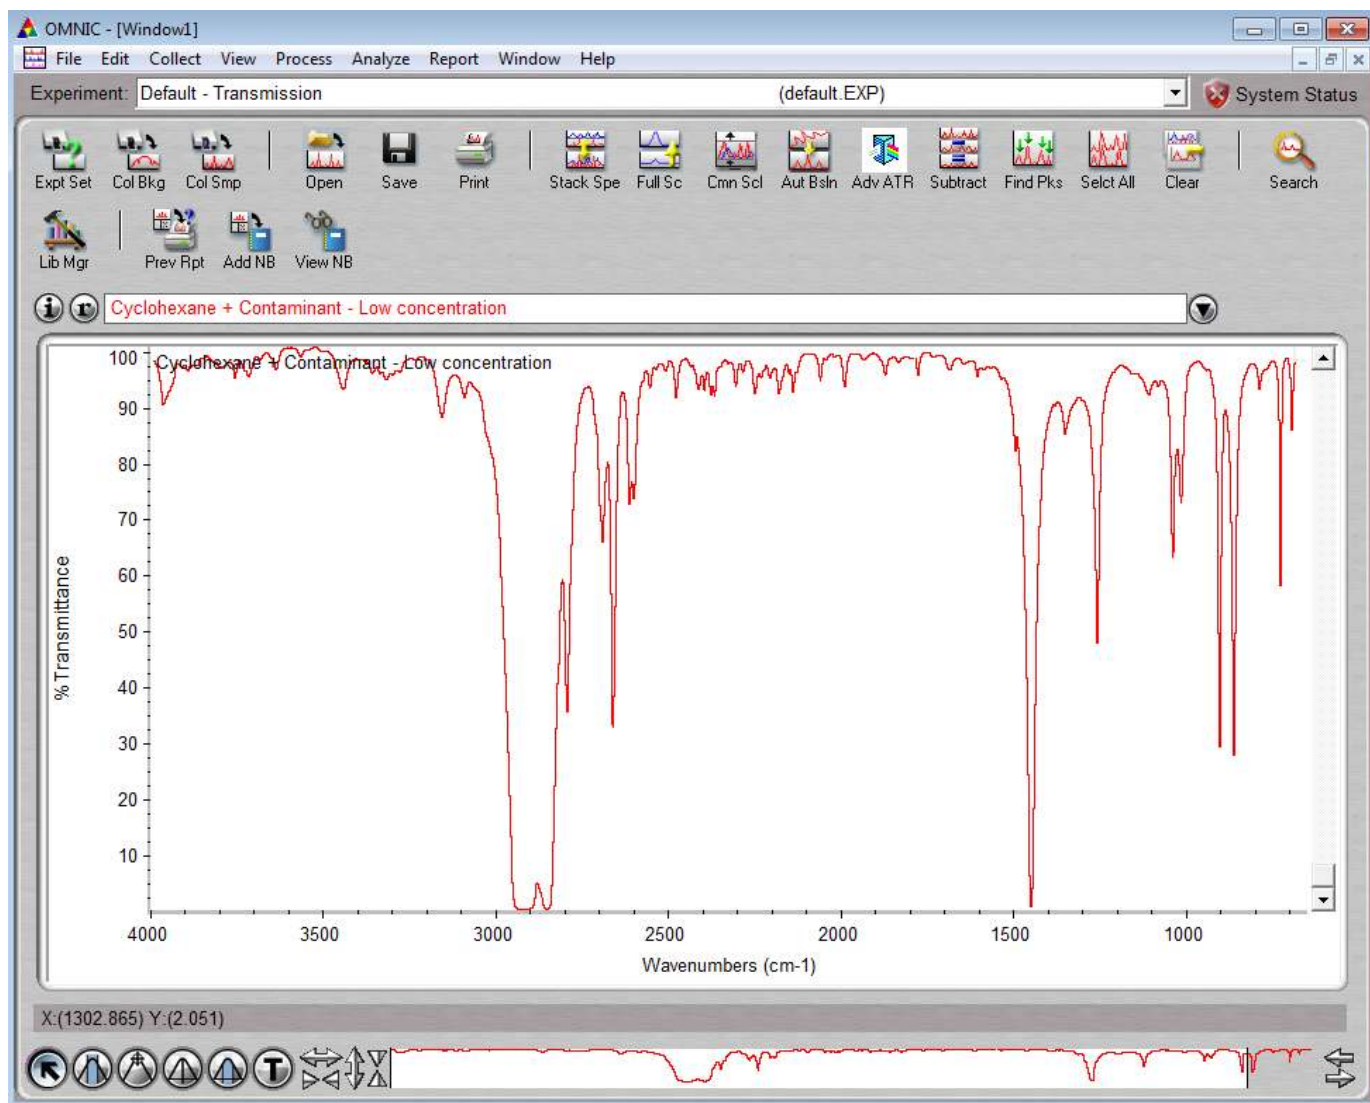 OMNIC - [Window1]
File Edit Collect View Process Analyze Report Window Help
Experiment: Default - Transmission (default.EXP) System Status
Expt Set Col Bkg Col Smp Open Save Print Stack Spe Full Sc Cmn Scl Aut Bsln Adv ATR Subtract Find Pks Selct All Clear Search
Lib Mgr Prev Rpt Add NB View NB
Cyclohexane + Contaminant - Low concentration
Cyclohexane + Contaminant - Low concentration
100
90
80
70
60
50
40
30
20
10
%Transmittance
4000 3500 3000 2500 2000 1500 1000
Wavenumbers (cm-1)
X:(1302.865) Y:(2.051)
T